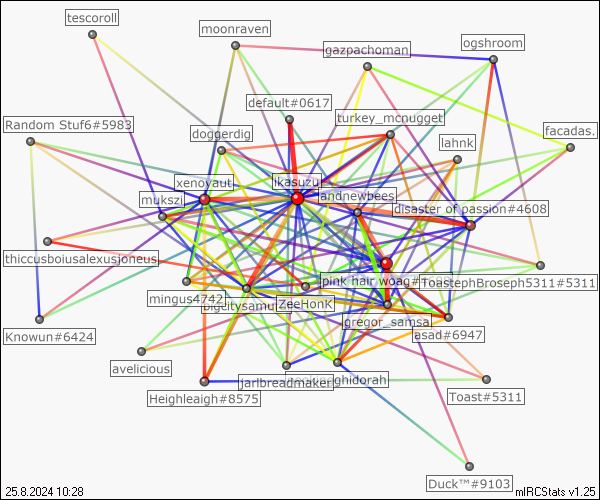 tescoroll
moonraven
gazpachoman
ogshroom
default#0617
turkey_mcnugget
Random Stuf6#5983
doggerdig
lahnk
facadas.
xenoyaut
ikasuzu
mukszi
andnewbees
disaster of passion#4608
thiccusboiusalexusjoneus
pink hair woag#
ToastephBroseph5311#5311
mingus4742
bigcitysamu
ZeeHonK
gregor_samsa
Knowun#6424
asad#6947
avelicious
jarlbreadmaker
ghidorah
Heighleaigh#8575
Toast#5311
Duck™#9103
25.8.2024 10:28
mIRCStats v1.25